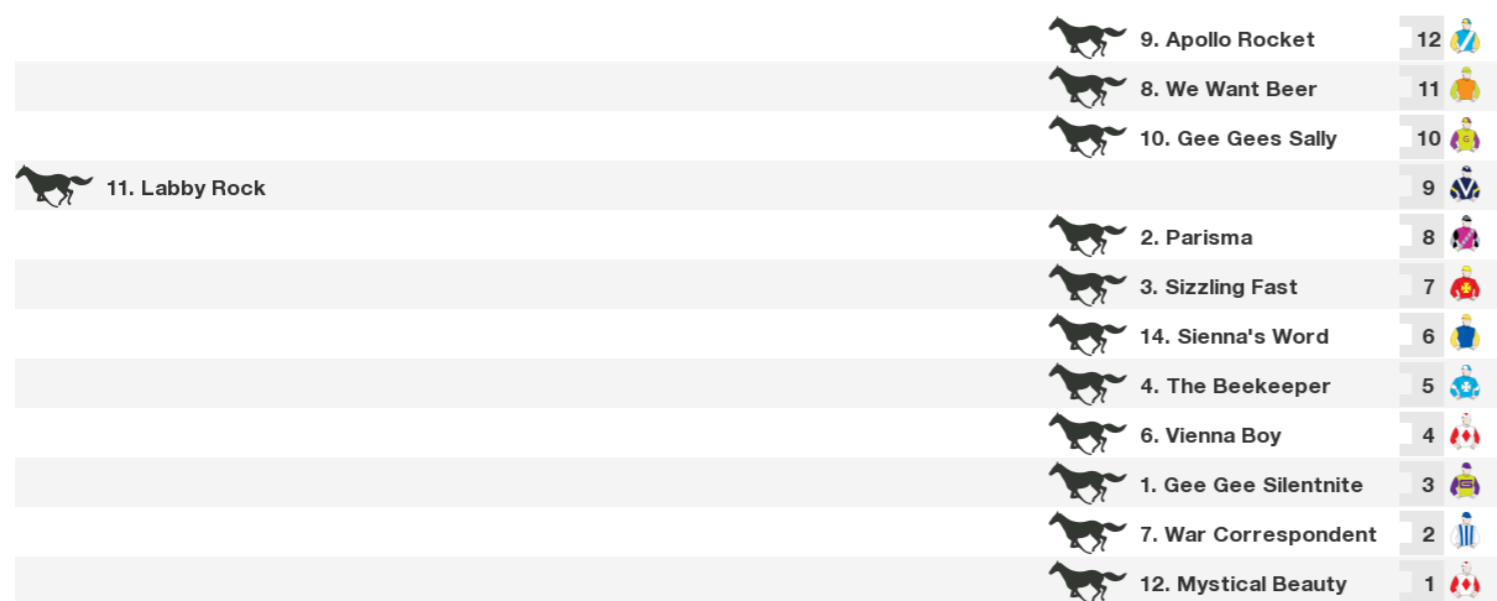 9. Apollo Rocket 12
8. We Want Beer 11
10. Gee Gees Sally 10 G
11. Labby Rock 9 V
2. Parisma 8
3. Sizzling Fast 7
14. Sienna's Word 6
4. The Beekeeper 5
6. Vienna Boy 4
1. Gee Gee Silentnite 3 G
7. War Correspondent 2
12. Mystical Beauty 1